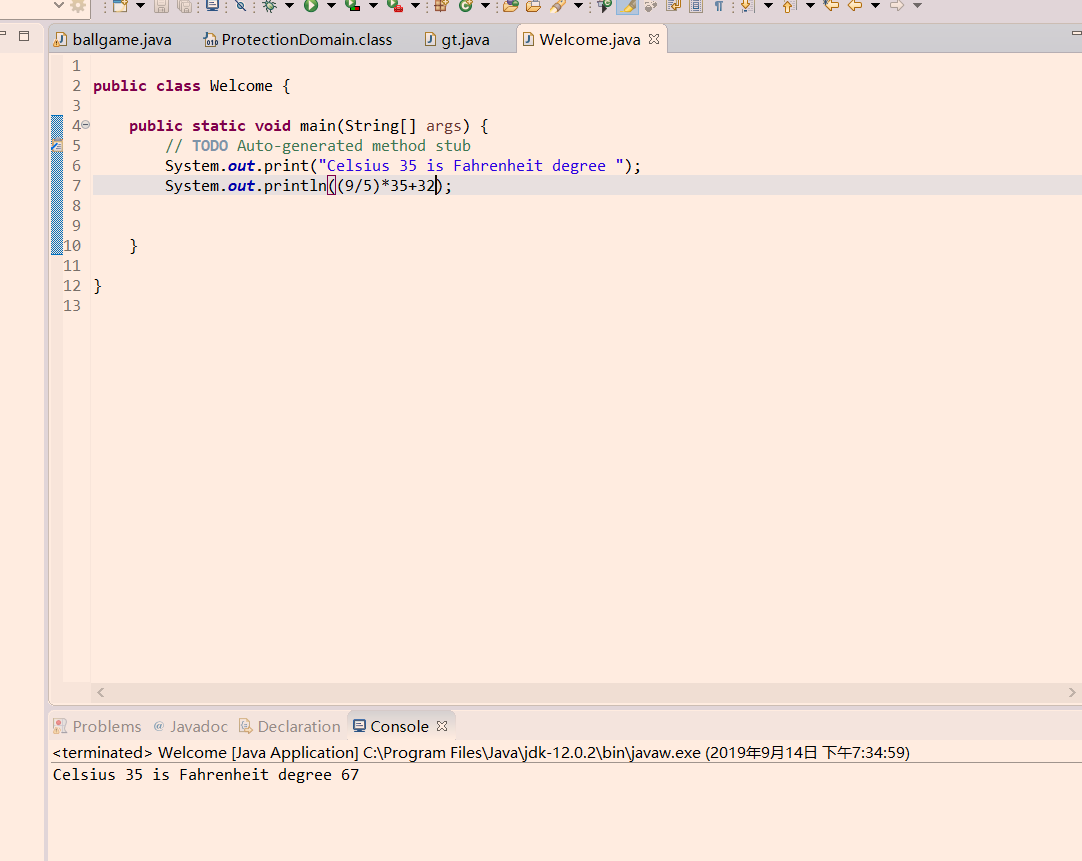 ballgame.java ProtectionDomain.class gt.java Welcome.java
1
2 public class Welcome {
3
4 public static void main(String[] args) {
5 // TODO Auto-generated method stub
6 System.out.print("Celsius 35 is Fahrenheit degree ");
7 System.out.println((9/5)*35+32);
8
9
10 }
11
12 }
13
Problems @ Javadoc Declaration Console
<terminated> Welcome [Java Application] C:\Program Files\Java\jdk-12.0.2\bin\javaw.exe (2019年9月14日 下午7:34:59)
Celsius 35 is Fahrenheit degree 67